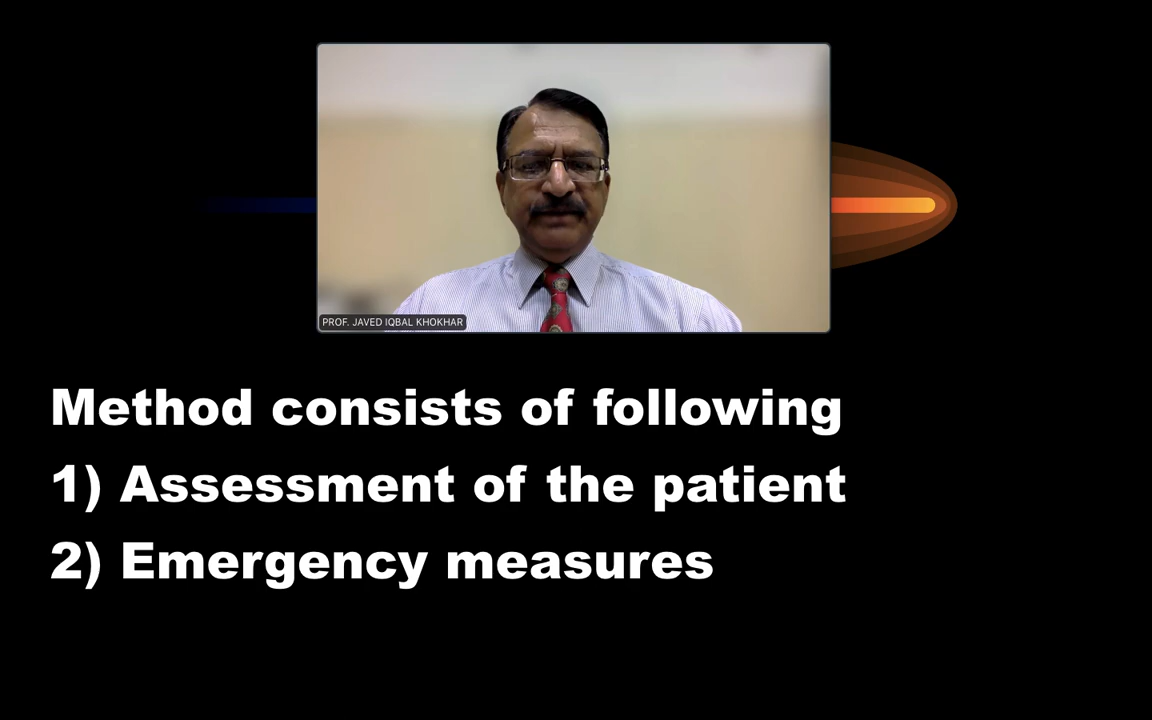 PROF. JAVED IQBAL KHOKHAR
Method consists of following
1) Assessment of the patient
2) Emergency measures